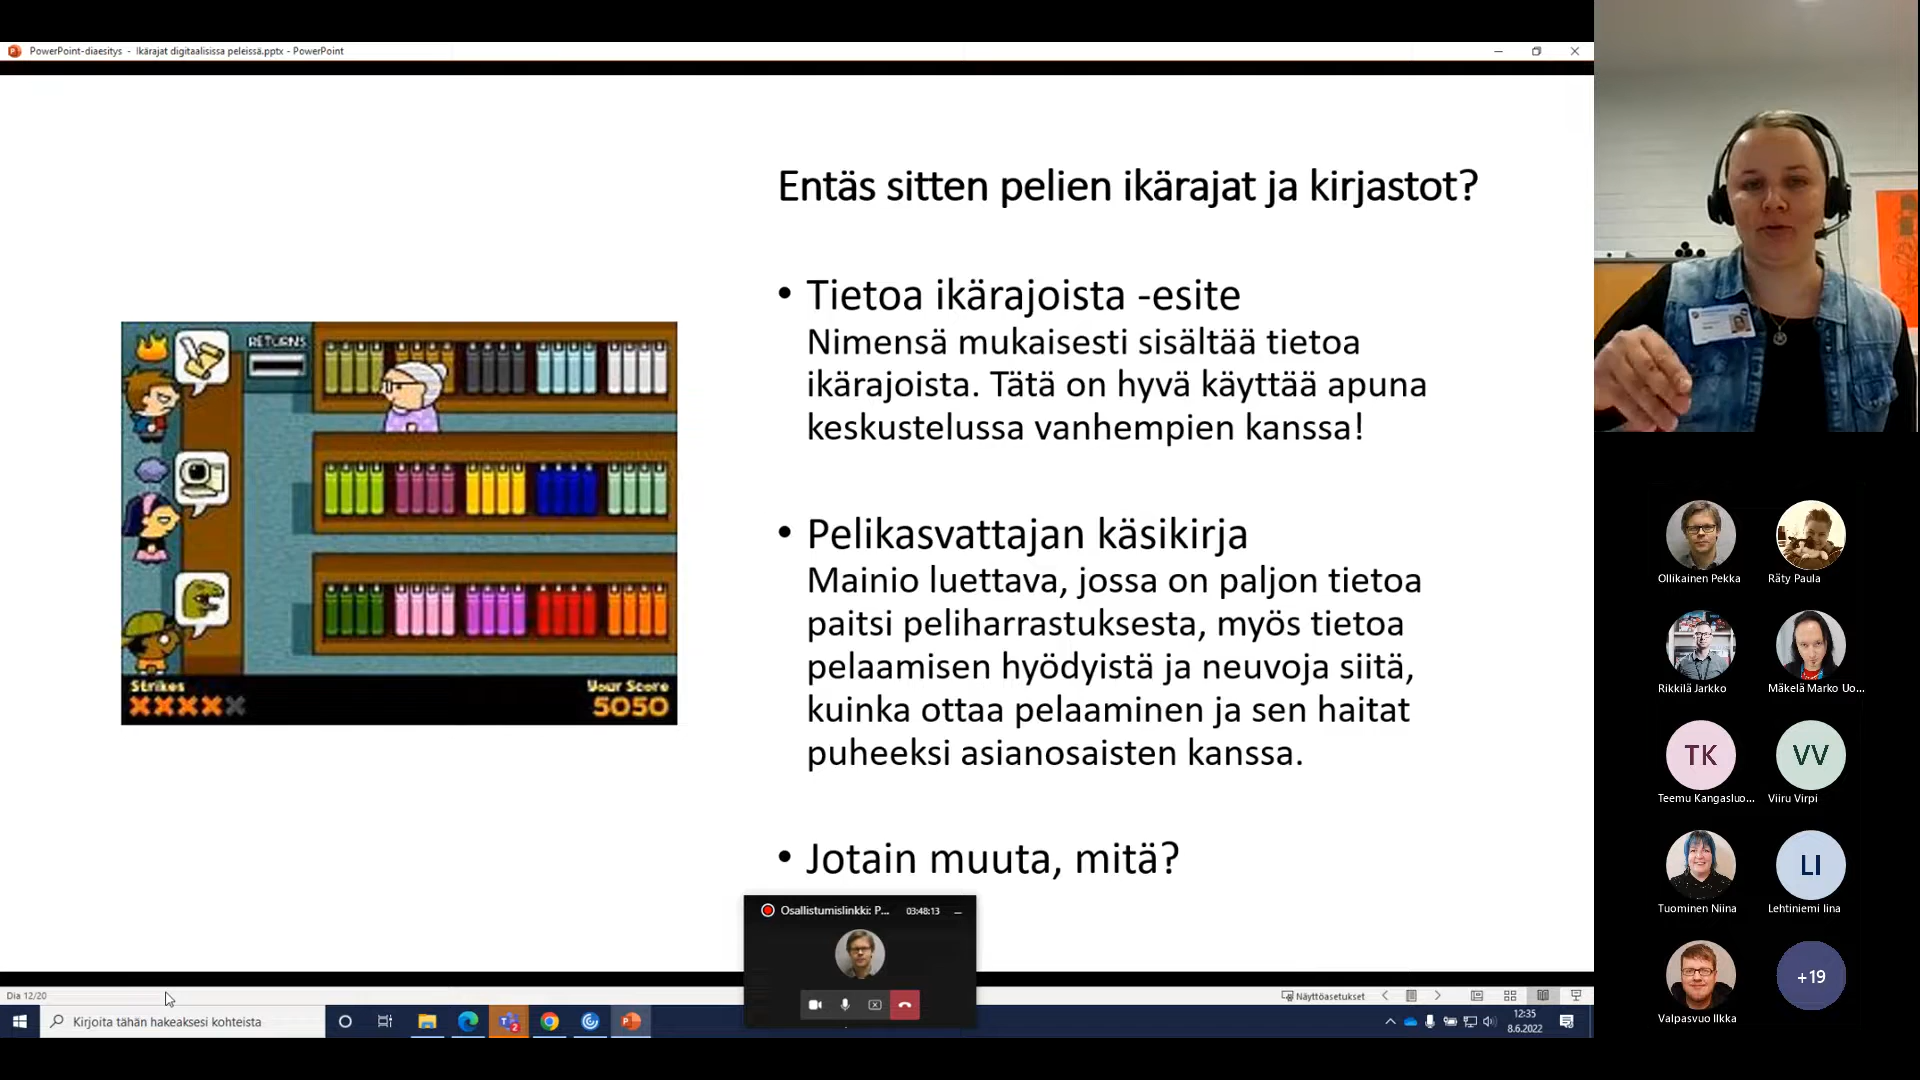 PowerPoint-diaesitys - Ikärajat digitaalisissa peleissä.pptx - PowerPoint
Entäs sitten pelien ikärajat ja kirjastot?
• Tietoa ikärajoista -esite
Nimensä mukaisesti sisältää tietoa
ikärajoista. Tätä on hyvä käyttää apuna
keskustelussa vanhempien kanssa!
• Pelikasvattajan käsikirja
Mainio luettava, jossa on paljon tietoa
paitsi peliharrastuksesta, myös tietoa
pelaamisen hyödyistä ja neuvoja siitä,
kuinka ottaa pelaaminen ja sen haitat
puheeksi asianosaisten kanssa.
• Jotain muuta, mitä?
RETURNS
Strikes
Your Score
5050
Osallistumislinkki: P... 03:48:13
Dia 12/20
Näyttöasetukset
Kirjoita tähän hakeaksesi kohteista
12:35
8.6.2022
Ollikainen Pekka
Räty Paula
Rikkilä Jarkko
Mäkelä Marko Uo...
TK
VV
Teemu Kangasluo...
Viiru Virpi
LI
Tuominen Niina
Lehtiniemi Iina
+19
Valpasvuo Ilkka